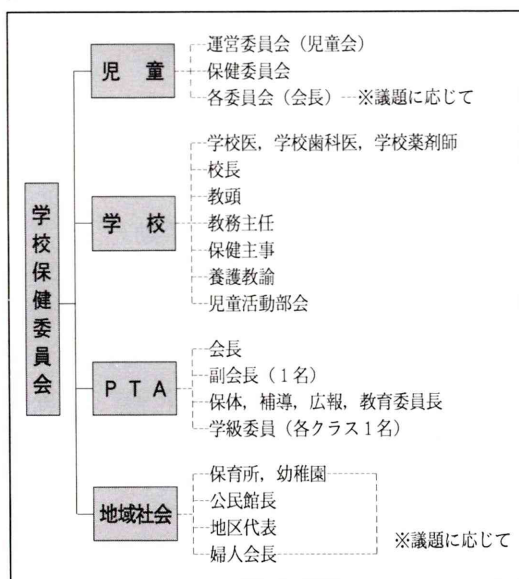 学校保健委員会
児童
運営委員会(児童会)
保健委員会
各委員会(会長) ※議題に応じて
学校
学校医,学校歯科医,学校薬剤師
校長
教頭
教務主任
保健主事
養護教諭
児童活動部会
PTA
会長
副会長(1名)
保体,補導,広報,教育委員長
学級委員(各クラス1名)
地域社会
保育所,幼稚園
公民館長
地区代表
婦人会長
※議題に応じて